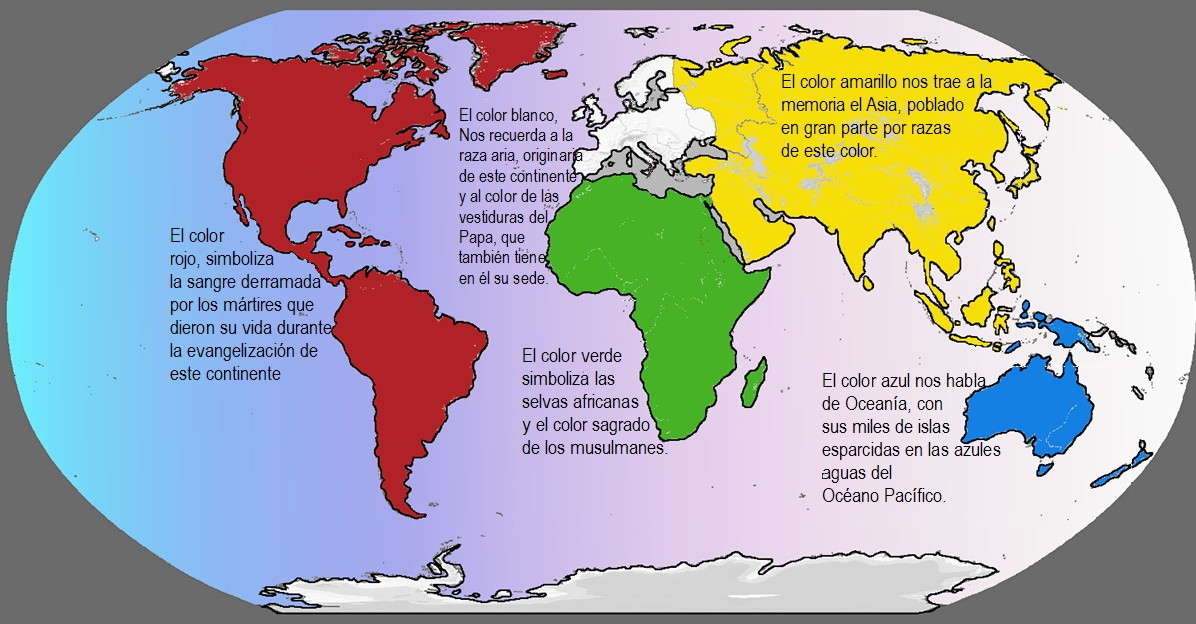 El color amarillo nos trae a la
memoria el Asia, poblado
en gran parte por razas
de este color.
El color blanco,
Nos recuerda a la
raza aria, originaria
de este continente
y al color de las
vestiduras del
Papa, que
también tiene
en él su sede.
El color
rojo, simboliza
la sangre derramada
por los mártires que
dieron su vida durante
la evangelización de
este continente
El color verde
simboliza las
selvas africanas
y el color sagrado
de los musulmanes.
El color azul nos habla
de Oceanía, con
sus miles de islas
esparcidas en las azules
aguas del
Océano Pacífico.